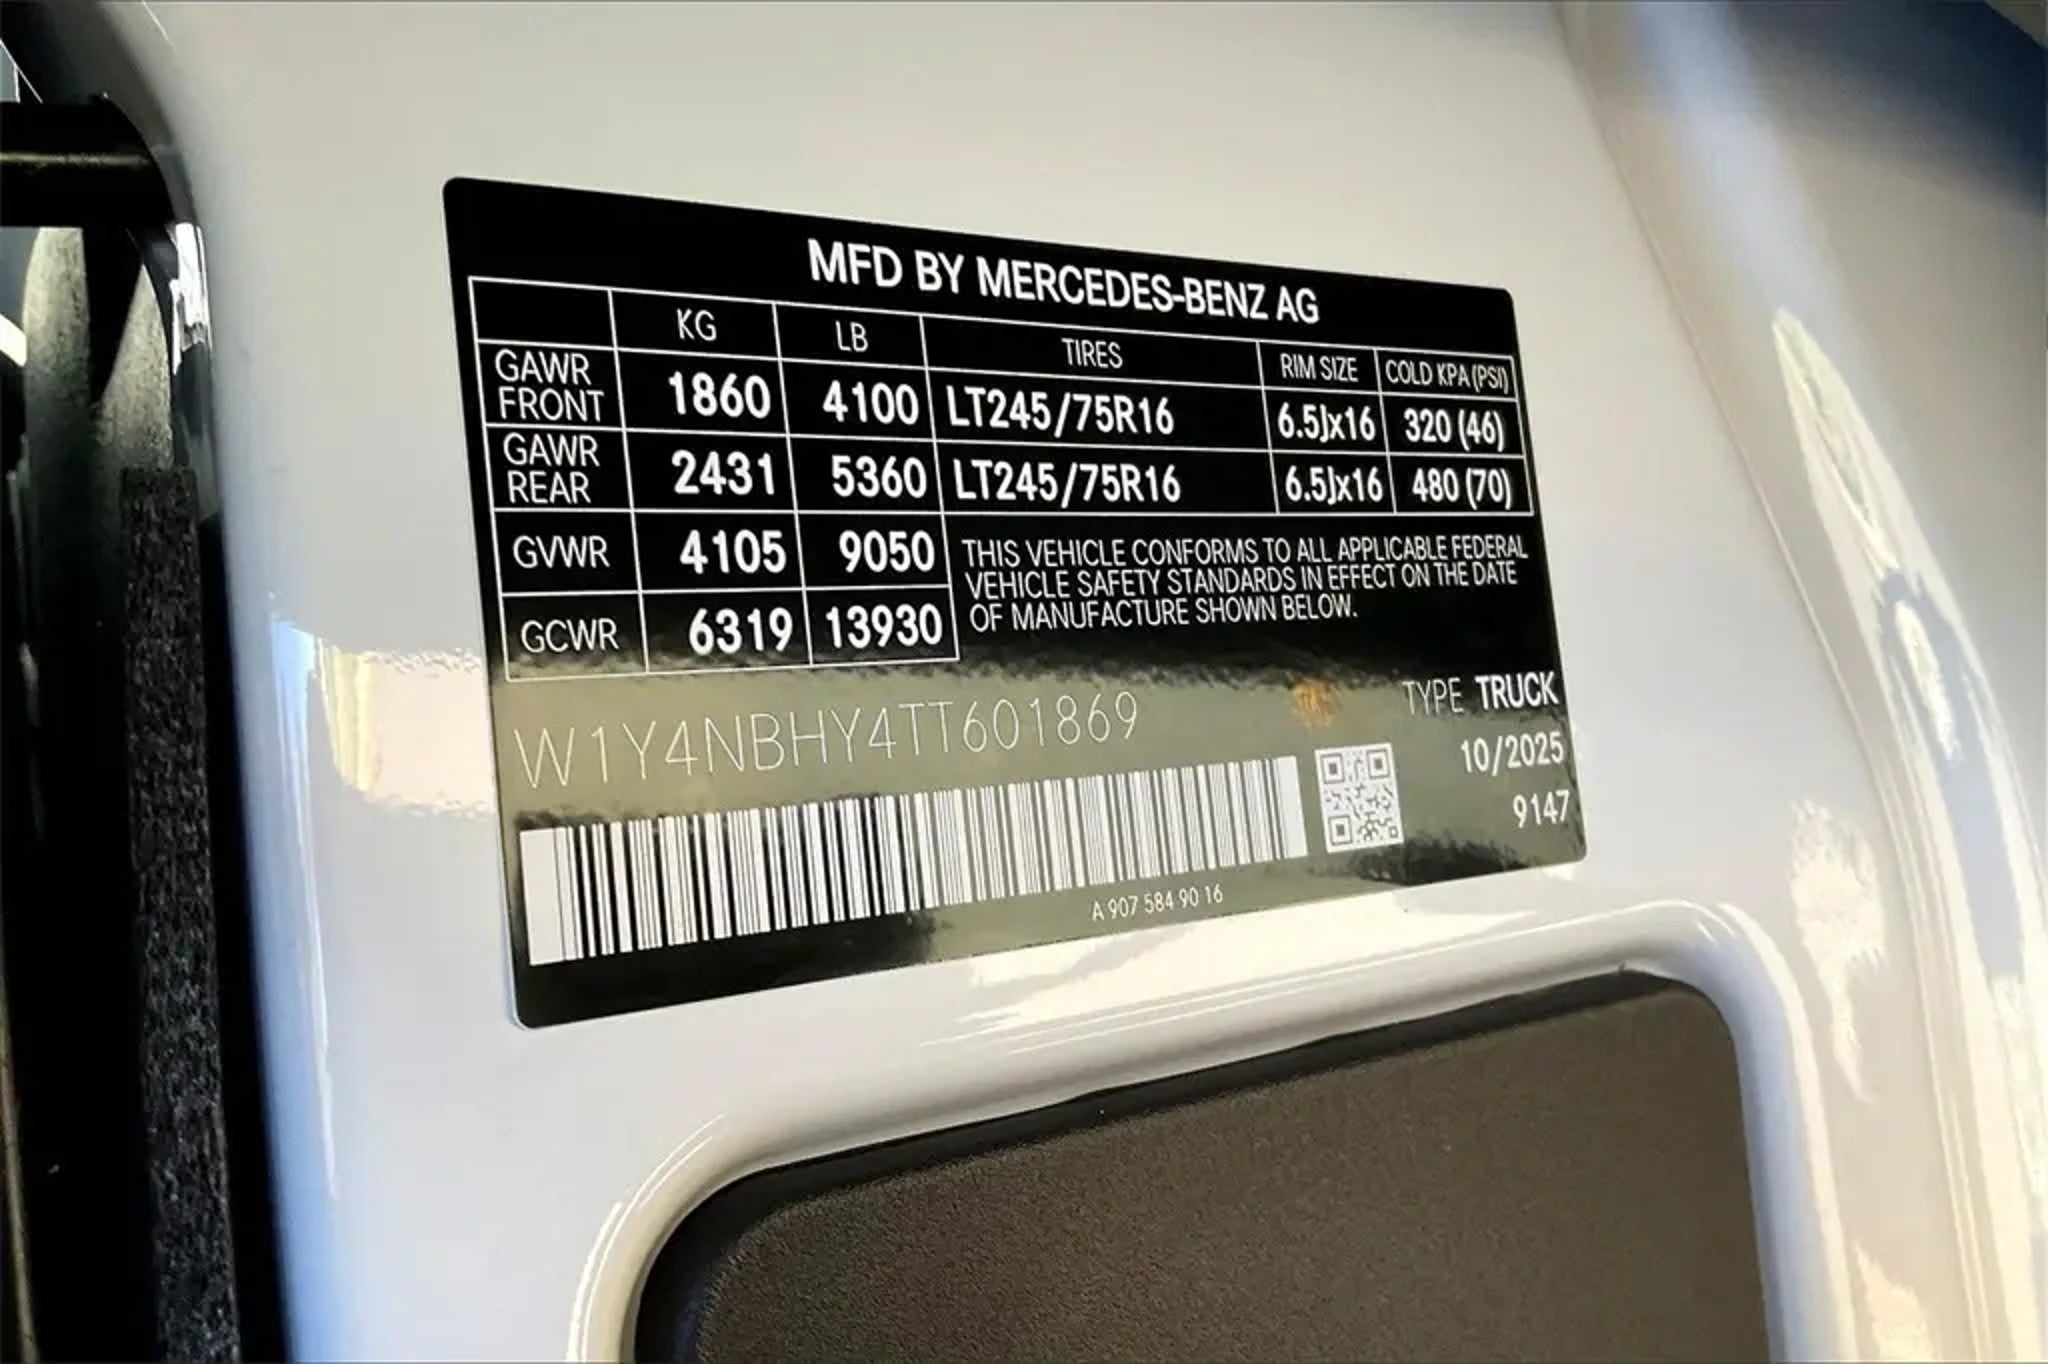 MFD BY MERCEDES-BENZ AG
KG LB TIRES RIM SIZE COLD KPA (PSI)
GAWR FRONT 1860 4100 LT245/75R16 6.5Jx16 320 (46)
GAWR REAR 2431 5360 LT245/75R16 6.5Jx16 480 (70)
GVWR 4105 9050
GCWR 6319 13930
THIS VEHICLE CONFORMS TO ALL APPLICABLE FEDERAL
VEHICLE SAFETY STANDARDS IN EFFECT ON THE DATE
OF MANUFACTURE SHOWN BELOW.
W1Y4NBHY4TT601869
TYPE TRUCK
10/2025
9147
A 907 584 90 16